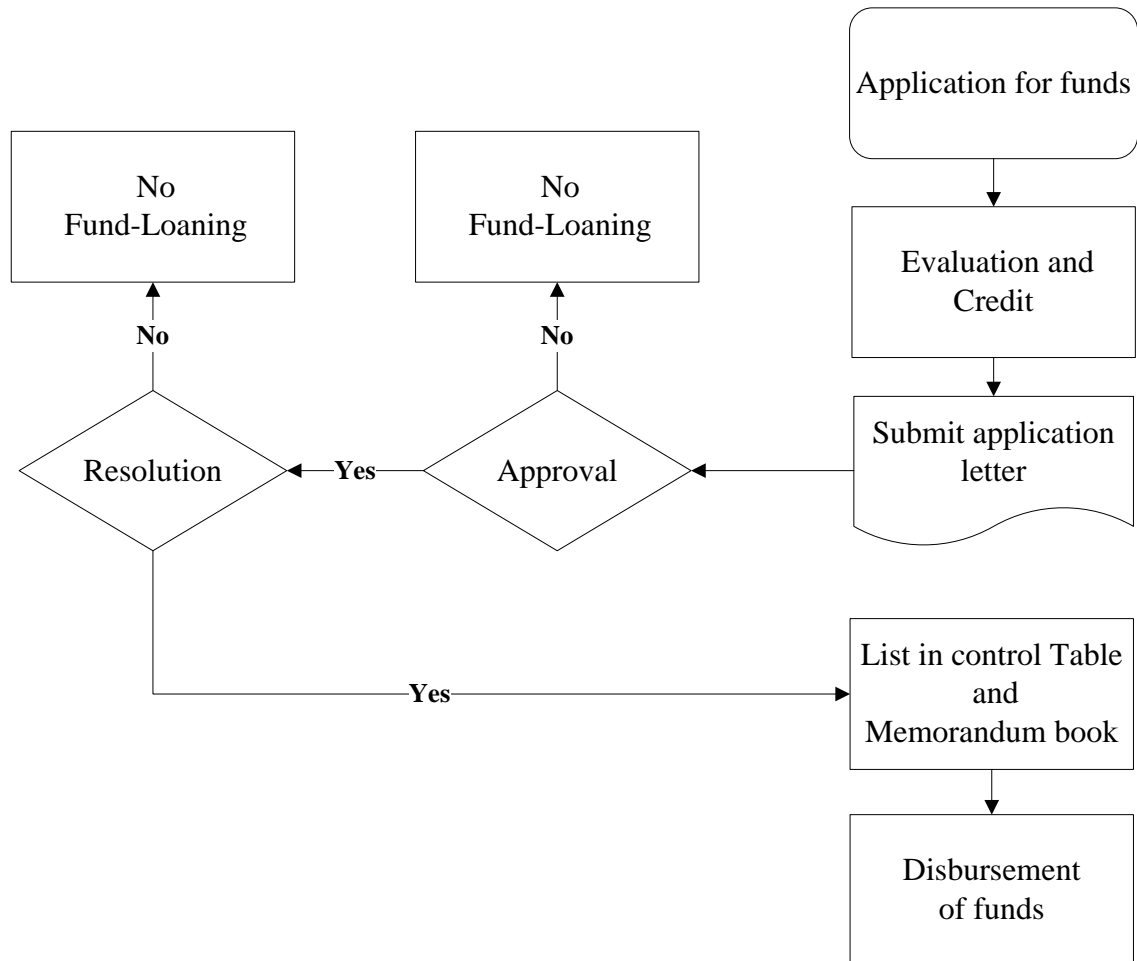 Application for funds
No
Fund-Loaning
No
Fund-Loaning
Evaluation and
Credit
No
No
Submit application
letter
Resolution
Yes
Approval
List in control Table
and
Memorandum book
Yes
Disbursement
of funds